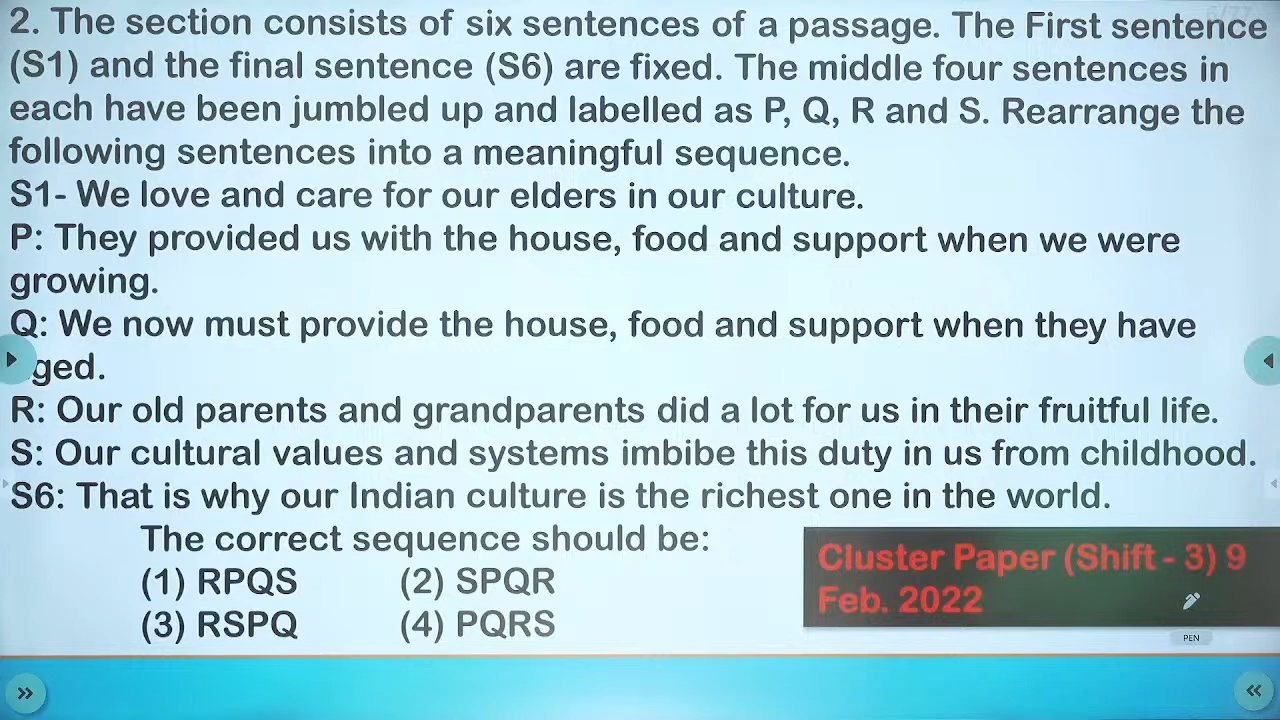 2. The section consists of six sentences of a passage. The First sentence
(S1) and the final sentence (S6) are fixed. The middle four sentences in
each have been jumbled up and labelled as P, Q, R and S. Rearrange the
following sentences into a meaningful sequence.
S1- We love and care for our elders in our culture.
P: They provided us with the house, food and support when we were
growing.
Q: We now must provide the house, food and support when they have
ged.
R: Our old parents and grandparents did a lot for us in their fruitful life.
S: Our cultural values and systems imbibe this duty in us from childhood.
S6: That is why our Indian culture is the richest one in the world.
The correct sequence should be:
(1) RPQS (2) SPQR
(3) RSPQ (4) PQRS
Cluster Paper (Shift - 3) 9
Feb. 2022
PEN